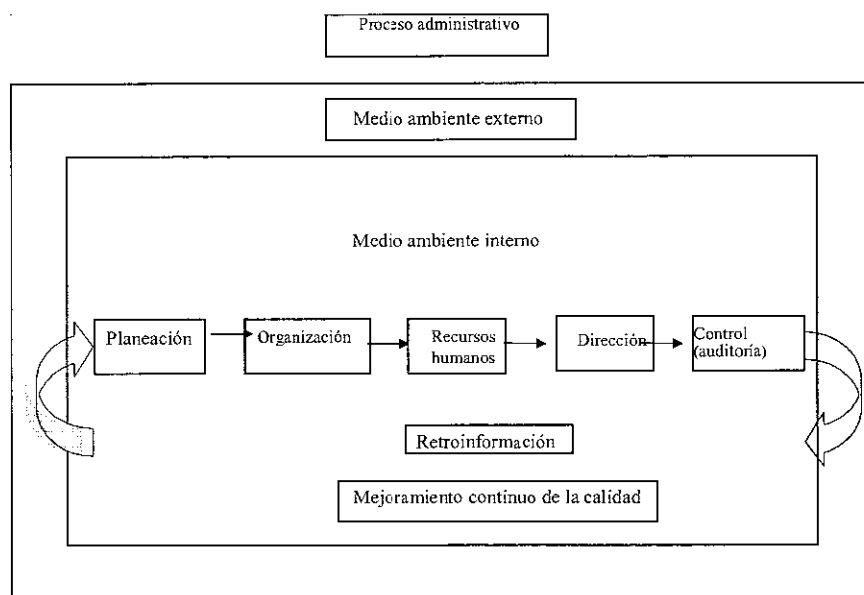 Proceso administrativo
Medio ambiente externo
Medio ambiente interno
Planeación
Organización
Recursos
humanos
Dirección
Control
(auditoría)
Retroinformación
Mejoramiento continuo de la calidad